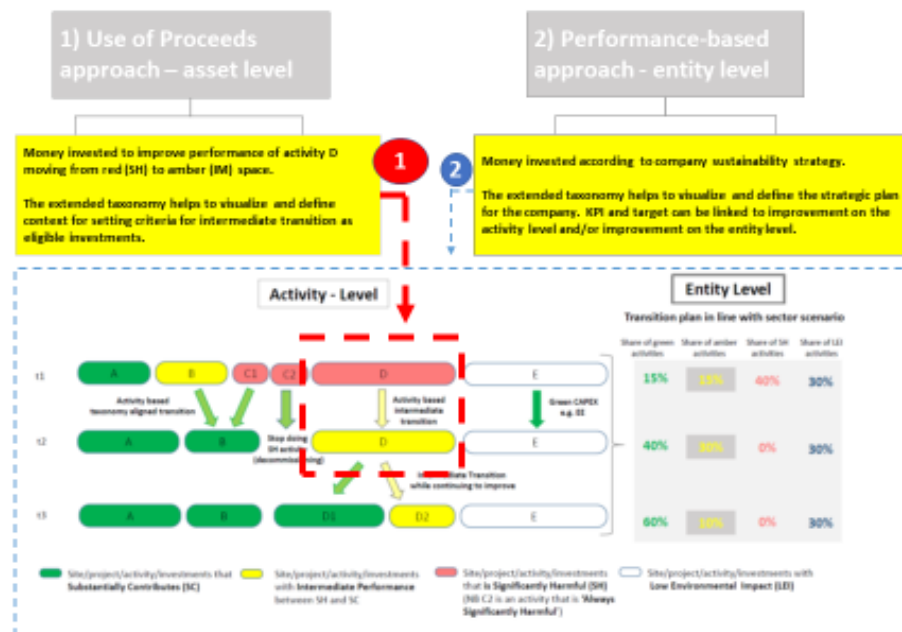 1) Use of Proceeds
approach – asset level
2) Performance-based
approach - entity level
Money invested to improve performance of activity D
moving from red (SH) to amber (IM) space.
The extended taxonomy helps to visualize and define
context for setting criteria for intermediate transition as
eligible investments.
1
2
Money invested according to company sustainability strategy.
The extended taxonomy helps to visualize and define the strategic plan
for the company. KPI and target can be linked to improvement on the
activity level and/or improvement on the entity level.
Activity - Level
Entity Level
Transition plan in line with sector scenario
Share of green
activities
Share of amber
activities
Share of SH
activities
Share of LEI
activities
t1
A
B
C1
C2
D
E
15%
15%
40%
30%
Activity based
taxonomy aligned transition
Stop doing
SH activity
(decommissioning)
Activity based
intermediate
transition
Green CAPEX
e.g. EE
t2
A
B
D
E
40%
30%
0%
30%
Intermediate Transition
while continuing to improve
t3
A
B
D1
D2
E
60%
10%
0%
30%
Site/project/activity/investments that
Substantially Contributes (SC)
Site/project/activity/investments
with Intermediate Performance
between SH and SC
Site/project/activity/investments
that is Significantly Harmful (SH)
(NB C2 is an activity that is 'Always
Significantly Harmful')
Site/project/activity/investments with
Low Environmental Impact (LEI)